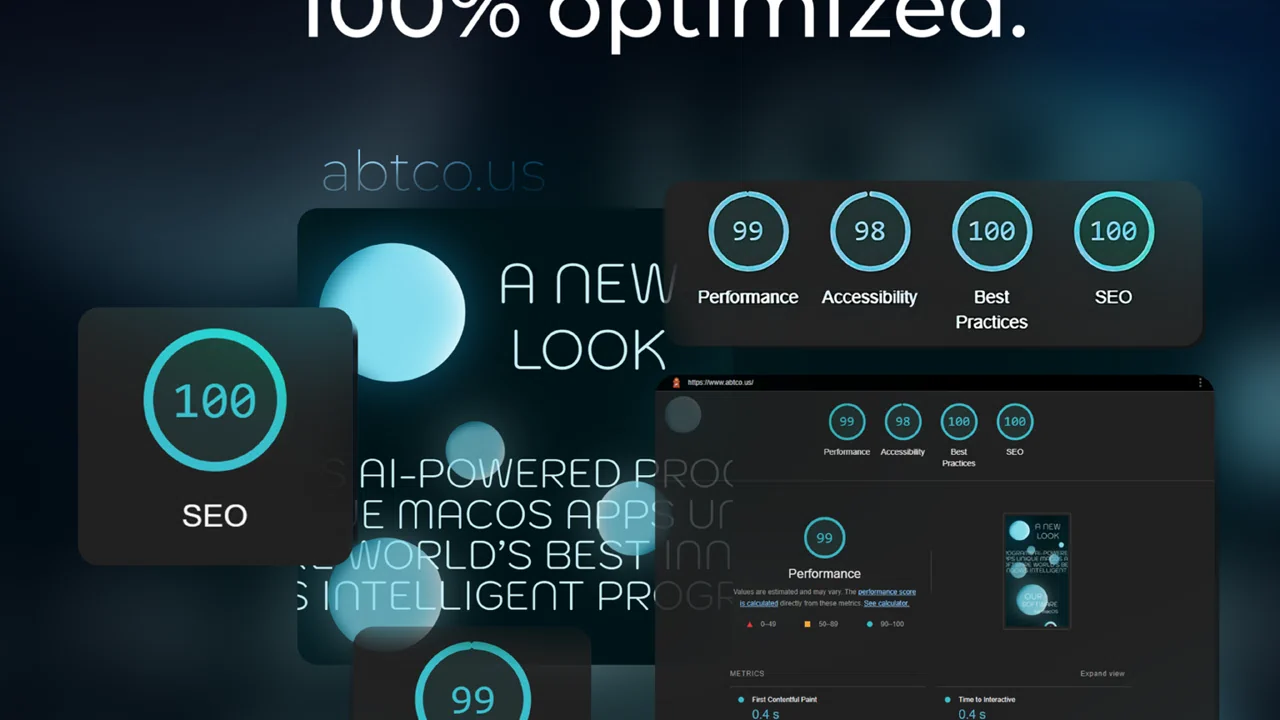 100% optimized.
abtco.us
A NEW
LOOK
AI-POWERED
MACOS APPS
WORLD'S BEST
INTELLIGENT
99
98
100
100
Performance
Accessibility
Best
Practices
SEO
100
SEO
99
https://www.abtco.us/
99
98
100
100
Performance
Accessibility
Best
Practices
SEO
99
Performance
Values are estimated and may vary. The performance score
is calculated directly from these metrics. See calculator.
0–49
50–89
90–100
A NEW
LOOK
OUR
SOFTWARE
METRICS
Expand view
First Contentful Paint
0.4 s
Time to Interactive
0.4 s